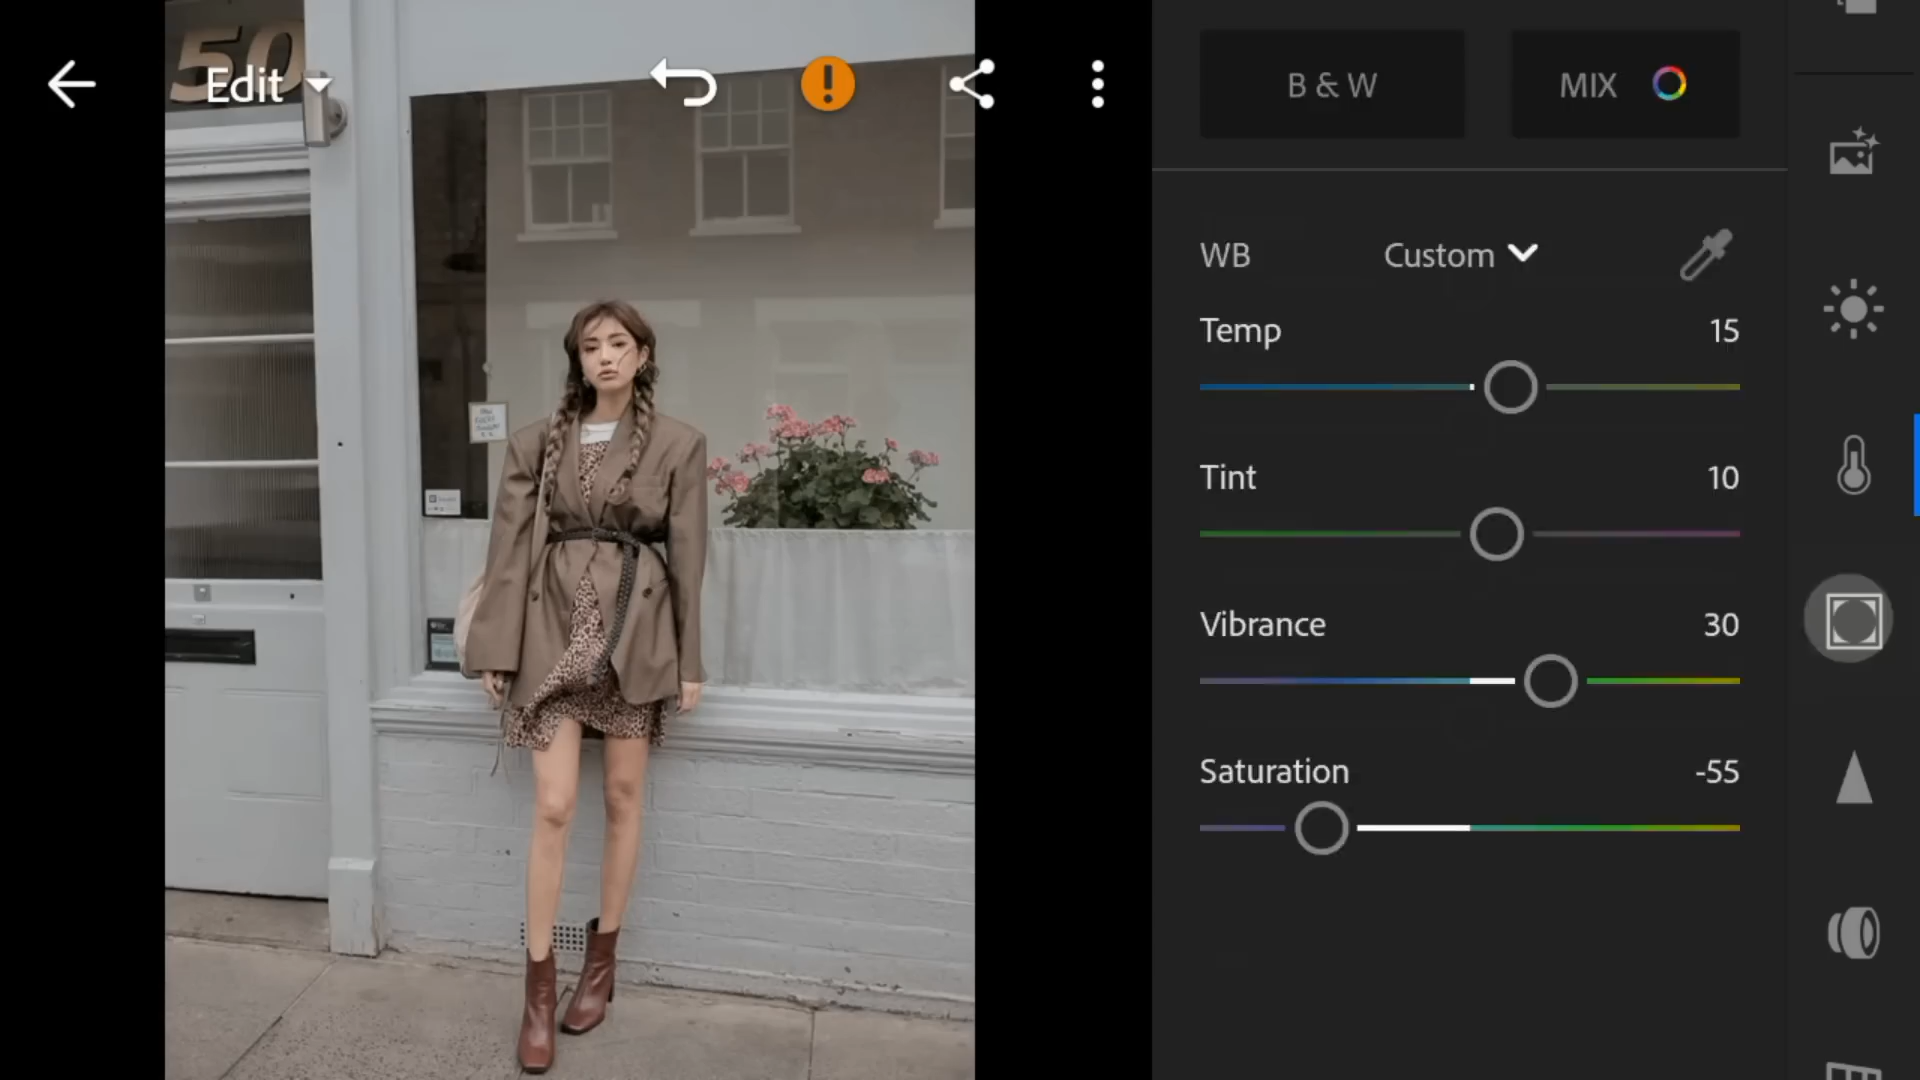 50
Edit
B & W
MIX
WB
Custom
Temp
15
Tint
10
Vibrance
30
Saturation
-55